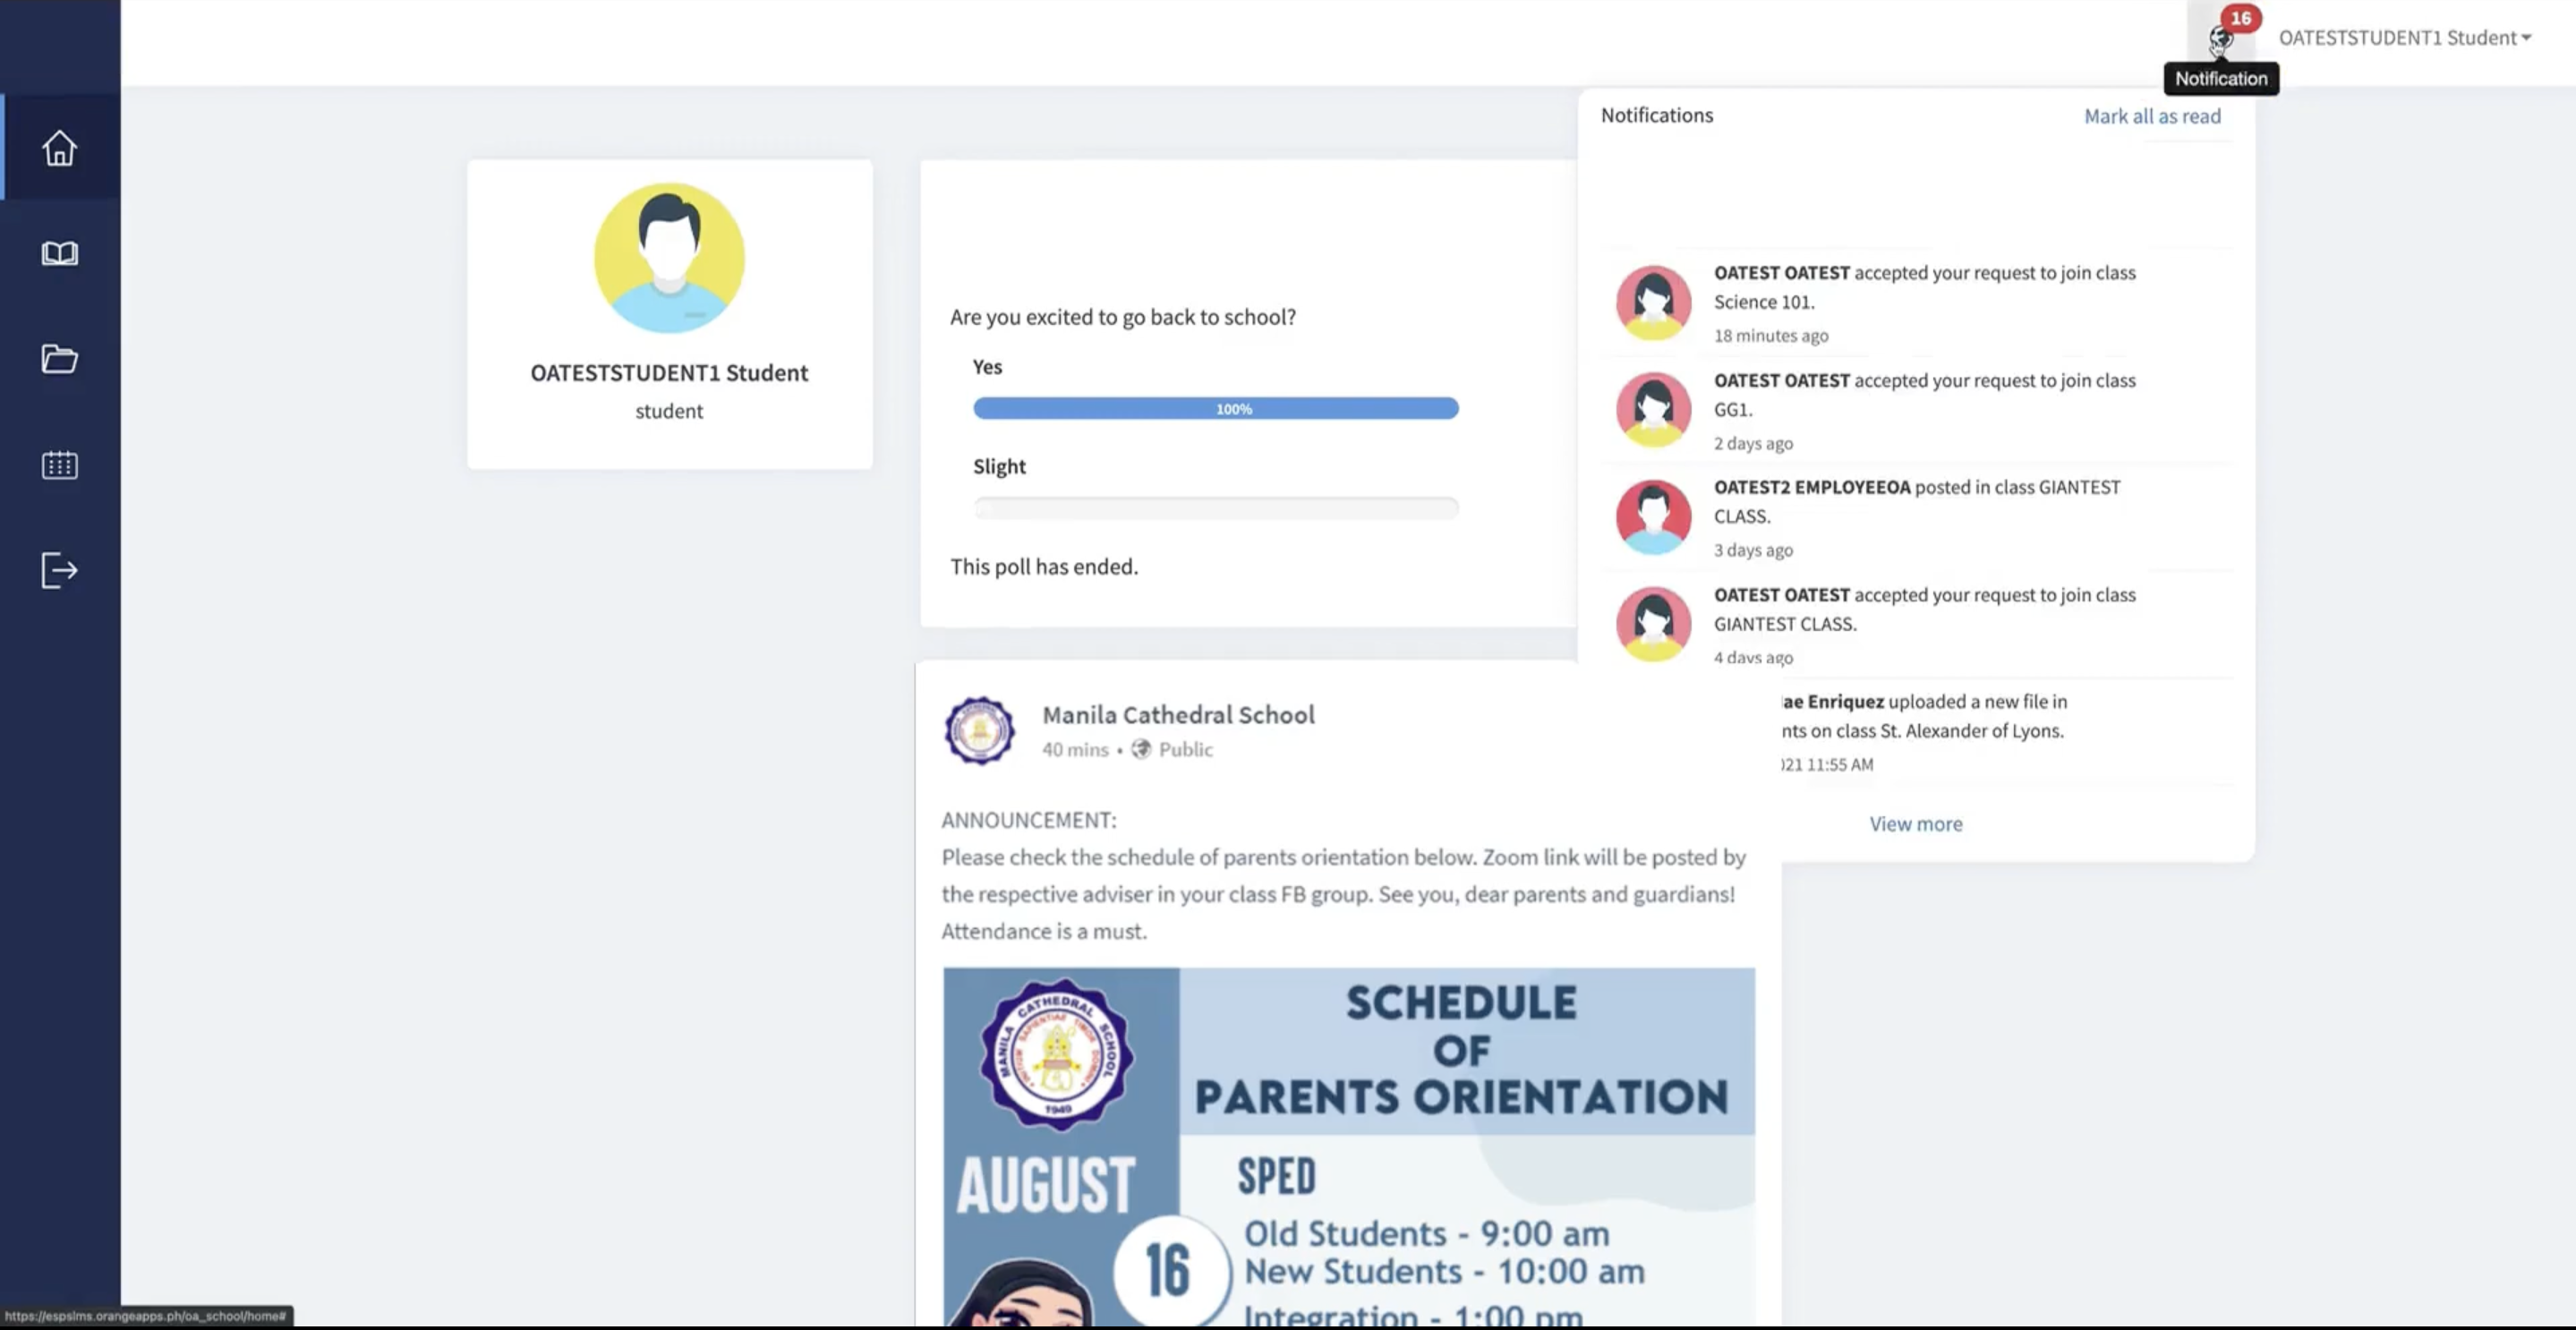 16
OATESTSTUDENT1 Student
Notification
Notifications
Mark all as read
OATEST OATEST accepted your request to join class
Science 101.
18 minutes ago
OATEST OATEST accepted your request to join class
GG1.
2 days ago
OATEST2 EMPLOYEEOA posted in class GIANTEST
CLASS.
3 days ago
OATEST OATEST accepted your request to join class
GIANTEST CLASS.
4 days ago
Enriquez uploaded a new file in
on class St. Alexander of Lyons.
11:55 AM
View more
OATESTSTUDENT1 Student
student
Are you excited to go back to school?
Yes
100%
Slight
This poll has ended.
Manila Cathedral School
40 mins • Public
ANNOUNCEMENT:
Please check the schedule of parents orientation below. Zoom link will be posted by
the respective adviser in your class FB group. See you, dear parents and guardians!
Attendance is a must.
MANILA CATHEDRAL SCHOOL
1949
SCHEDULE
OF
PARENTS ORIENTATION
AUGUST
16
SPED
Old Students - 9:00 am
New Students - 10:00 am
Integration - 1:00 pm
https://espslms.orangeapps.ph/oa_school/home#